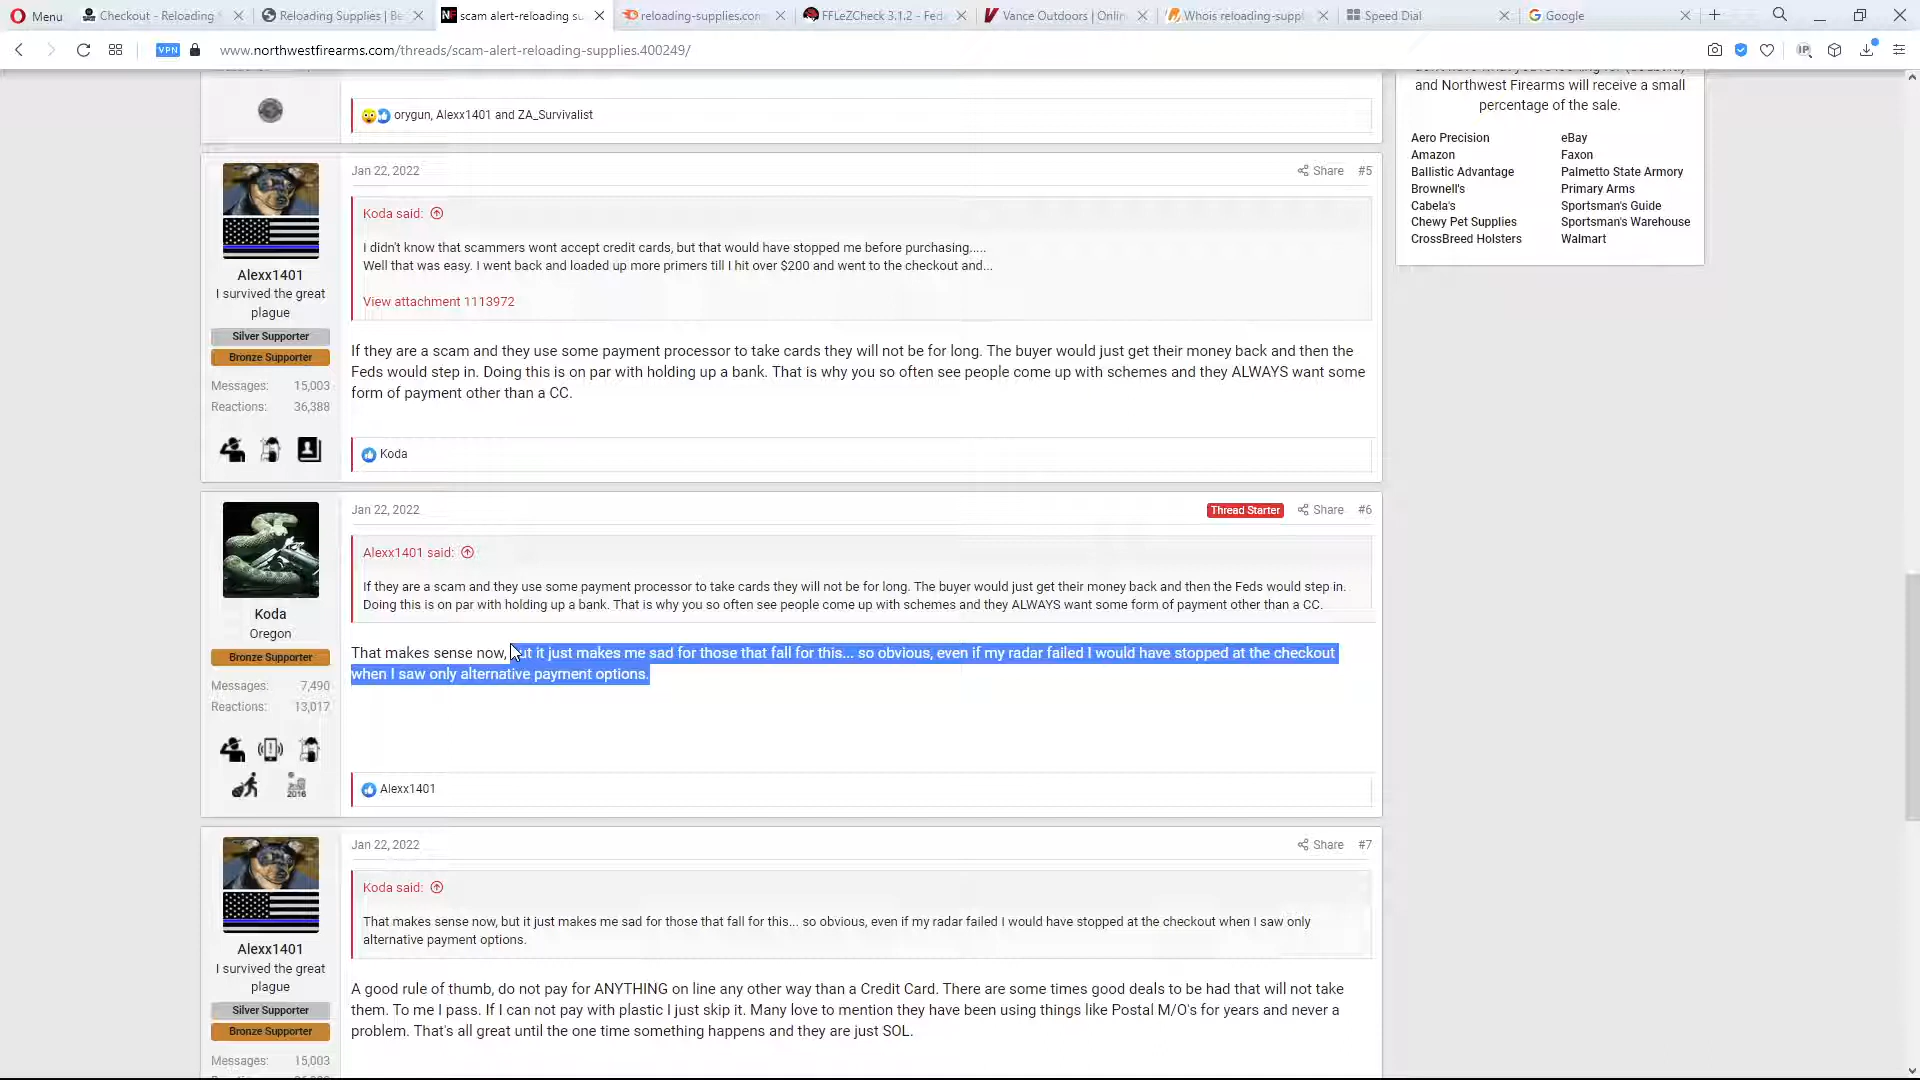 Menu
Checkout - Reloading
Reloading Supplies | Be
scam alert-reloading su
reloading-supplies.com
FFLeZCheck 3.1.2 - Fed
Vance Outdoors | Onlin
Whois reloading-suppl
Speed Dial
Google
VPN
www.northwestfirearms.com/threads/scam-alert-reloading-supplies.400249/
and Northwest Firearms will receive a small
percentage of the sale.
Aero Precision eBay
Amazon Faxon
Ballistic Advantage Palmetto State Armory
Brownell's Primary Arms
Cabela's Sportsman's Guide
Chewy Pet Supplies Sportsman's Warehouse
CrossBreed Holsters Walmart
orygun, Alexx1401 and ZA_Survivalist
Jan 22, 2022 Share #5
Alexx1401
I survived the great
plague
Silver Supporter
Bronze Supporter
Messages: 15,003
Reactions: 36,388
Koda said:
I didn't know that scammers wont accept credit cards, but that would have stopped me before purchasing.....
Well that was easy. I went back and loaded up more primers till I hit over $200 and went to the checkout and...
View attachment 1113972
If they are a scam and they use some payment processor to take cards they will not be for long. The buyer would just get their money back and then the
Feds would step in. Doing this is on par with holding up a bank. That is why you so often see people come up with schemes and they ALWAYS want some
form of payment other than a CC.
Koda
Jan 22, 2022 Thread Starter Share #6
Koda
Oregon
Bronze Supporter
Messages: 7,490
Reactions: 13,017
2016
Alexx1401 said:
If they are a scam and they use some payment processor to take cards they will not be for long. The buyer would just get their money back and then the Feds would step in.
Doing this is on par with holding up a bank. That is why you so often see people come up with schemes and they ALWAYS want some form of payment other than a CC.
That makes sense now, but it just makes me sad for those that fall for this... so obvious, even if my radar failed I would have stopped at the checkout
when I saw only alternative payment options.
Alexx1401
Jan 22, 2022 Share #7
Alexx1401
I survived the great
plague
Silver Supporter
Bronze Supporter
Messages: 15,003
Koda said:
That makes sense now, but it just makes me sad for those that fall for this... so obvious, even if my radar failed I would have stopped at the checkout when I saw only
alternative payment options.
A good rule of thumb, do not pay for ANYTHING on line any other way than a Credit Card. There are some times good deals to be had that will not take
them. To me I pass. If I can not pay with plastic I just skip it. Many love to mention they have been using things like Postal M/O's for years and never a
problem. That's all great until the one time something happens and they are just SOL.